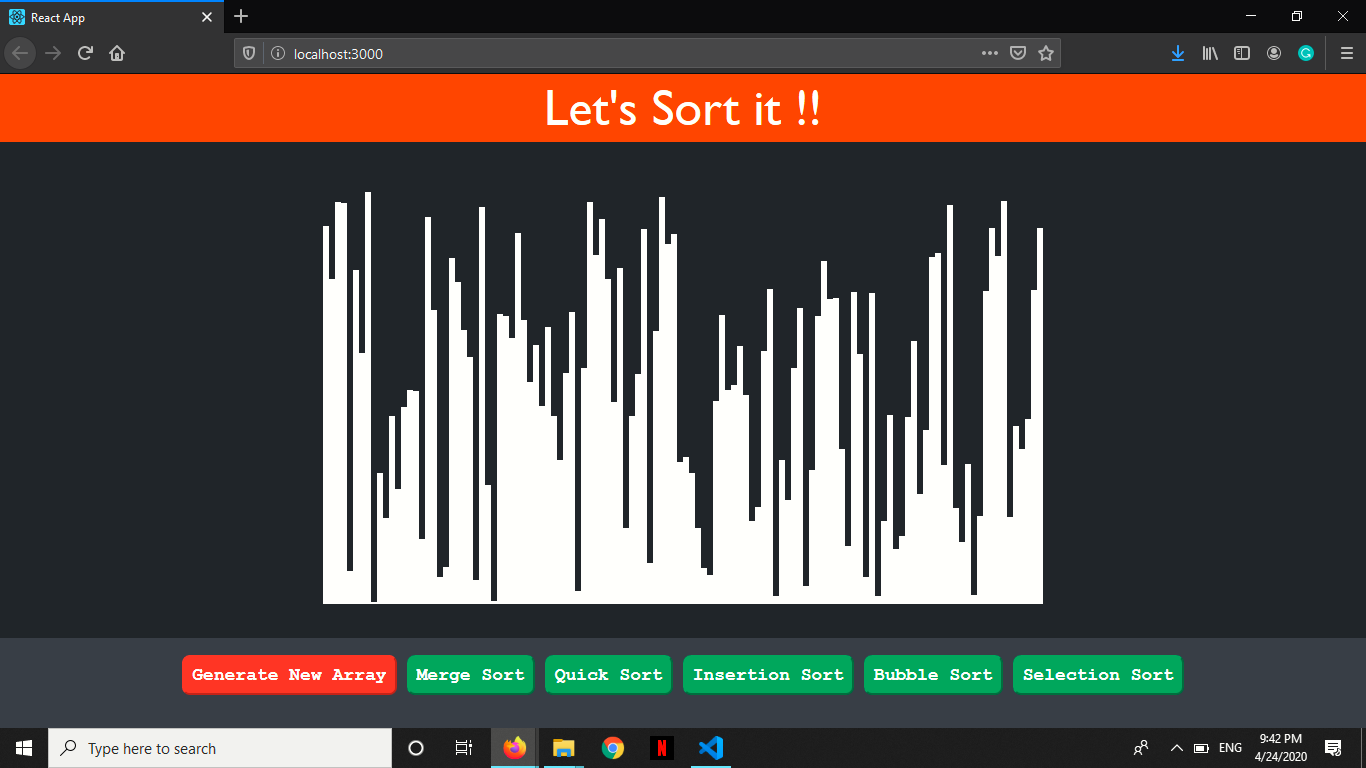 React App
localhost:3000
Let's Sort it !!
Generate New Array
Merge Sort
Quick Sort
Insertion Sort
Bubble Sort
Selection Sort
Type here to search
N
ENG
9:42 PM
4/24/2020